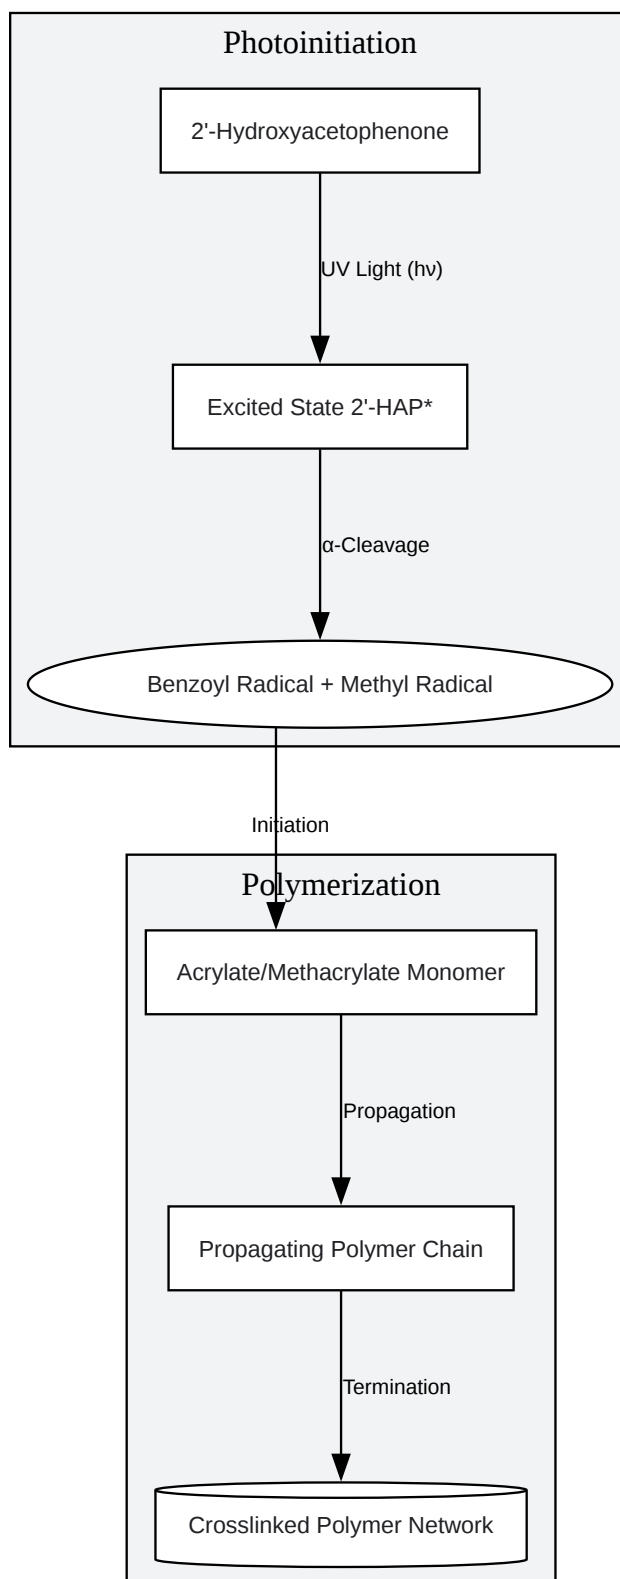 Photoinitiation
2'-Hydroxyacetophenone
UV Light (hν)
Excited State 2'-HAP*
α-Cleavage
Benzoyl Radical + Methyl Radical
Initiation
Polymerization
Acrylate/Methacrylate Monomer
Propagation
Propagating Polymer Chain
Termination
Crosslinked Polymer Network